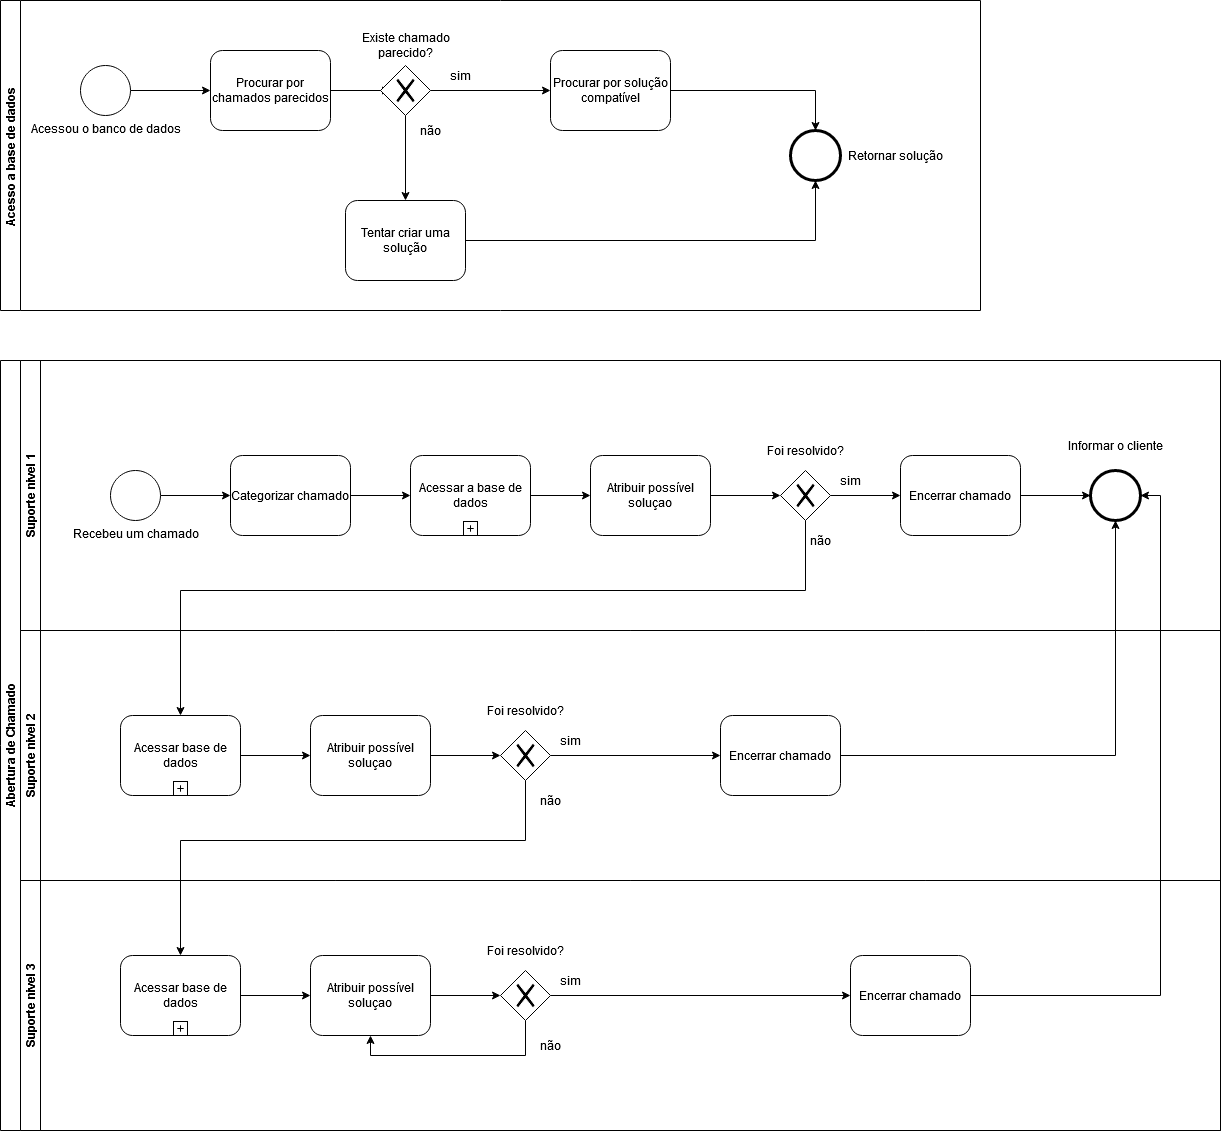 Acesso a base de dados
Existe chamado
parecido?
Procurar por
chamados parecidos
sim
Procurar por solução
compatível
Acessou o banco de dados
não
Retornar solução
Tentar criar uma
solução
Abertura de Chamado
Suporte nível 1
Informar o cliente
Foi resolvido?
Recebeu um chamado
Categorizar chamado
Acessar a base de
dados
Atribuir possível
soluçao
sim
Encerrar chamado
não
Suporte nível 2
Foi resolvido?
Acessar base de
dados
Atribuir possível
soluçao
sim
Encerrar chamado
não
Suporte nível 3
Foi resolvido?
Acessar base de
dados
Atribuir possível
soluçao
sim
Encerrar chamado
não